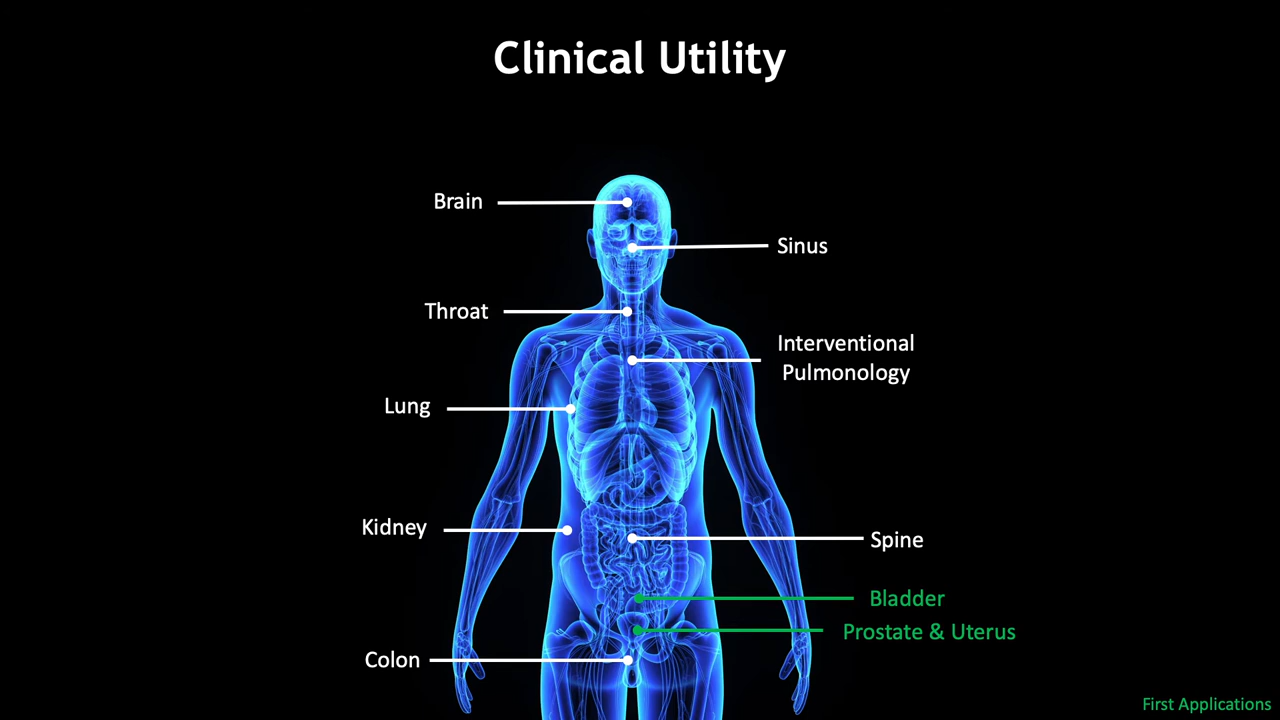 Clinical Utility
Brain
Sinus
Throat
Interventional
Pulmonology
Lung
Kidney
Spine
Bladder
Prostate & Uterus
Colon
First Applications